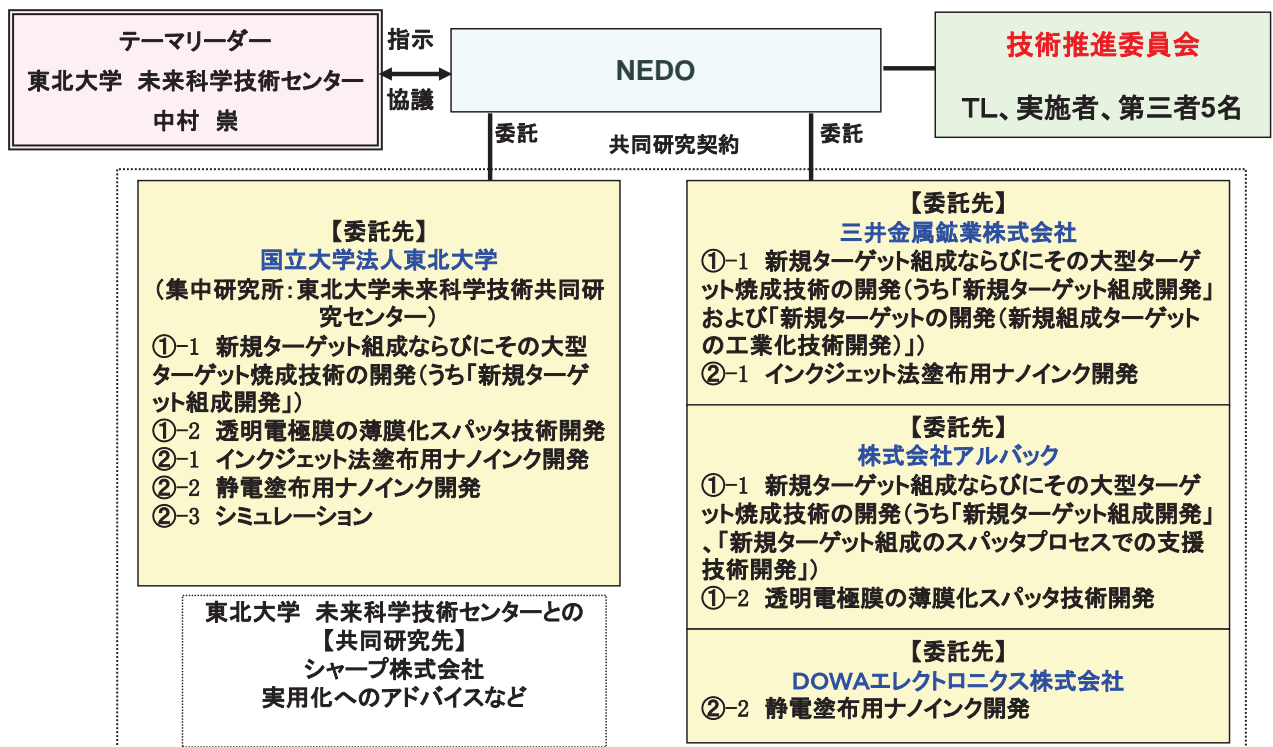 テーマリーダー
東北大学 未来科学技術センター
中村 崇
指示
協議
NEDO
技術推進委員会
TL、実施者、第三者5名
委託
共同研究契約
委託
【委託先】
国立大学法人東北大学
(集中研究所:東北大学未来科学技術共同研
究センター)
①-1 新規ターゲット組成ならびにその大型
ターゲット焼成技術の開発(うち「新規ターゲ
ット組成開発」)
①-2 透明電極膜の薄膜化スパッタ技術開発
②-1 インクジェット法塗布用ナノインク開発
②-2 静電塗布用ナノインク開発
②-3 シミュレーション
東北大学 未来科学技術センターとの
【共同研究先】
シャープ株式会社
実用化へのアドバイスなど
【委託先】
三井金属鉱業株式会社
①-1 新規ターゲット組成ならびにその大型ターゲ
ット焼成技術の開発(うち「新規ターゲット組成開発」
および「新規ターゲットの開発(新規組成ターゲット
の工業化技術開発)」)
②-1 インクジェット法塗布用ナノインク開発
【委託先】
株式会社アルバック
①-1 新規ターゲット組成ならびにその大型ターゲ
ット焼成技術の開発(うち「新規ターゲット組成開発」
、「新規ターゲット組成のスパッタプロセスでの支援
技術開発」)
①-2 透明電極膜の薄膜化スパッタ技術開発
【委託先】
DOWAエレクトロニクス株式会社
②-2 静電塗布用ナノインク開発